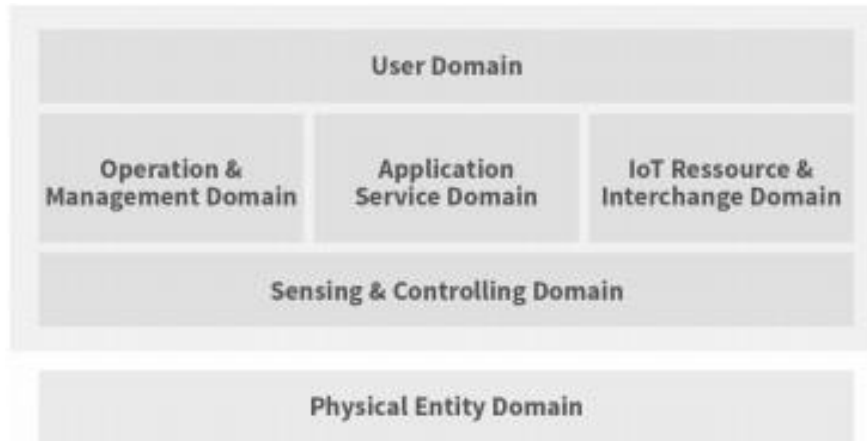 User Domain
Operation &
Management Domain
Application
Service Domain
IoT Ressource &
Interchange Domain
Sensing & Controlling Domain
Physical Entity Domain